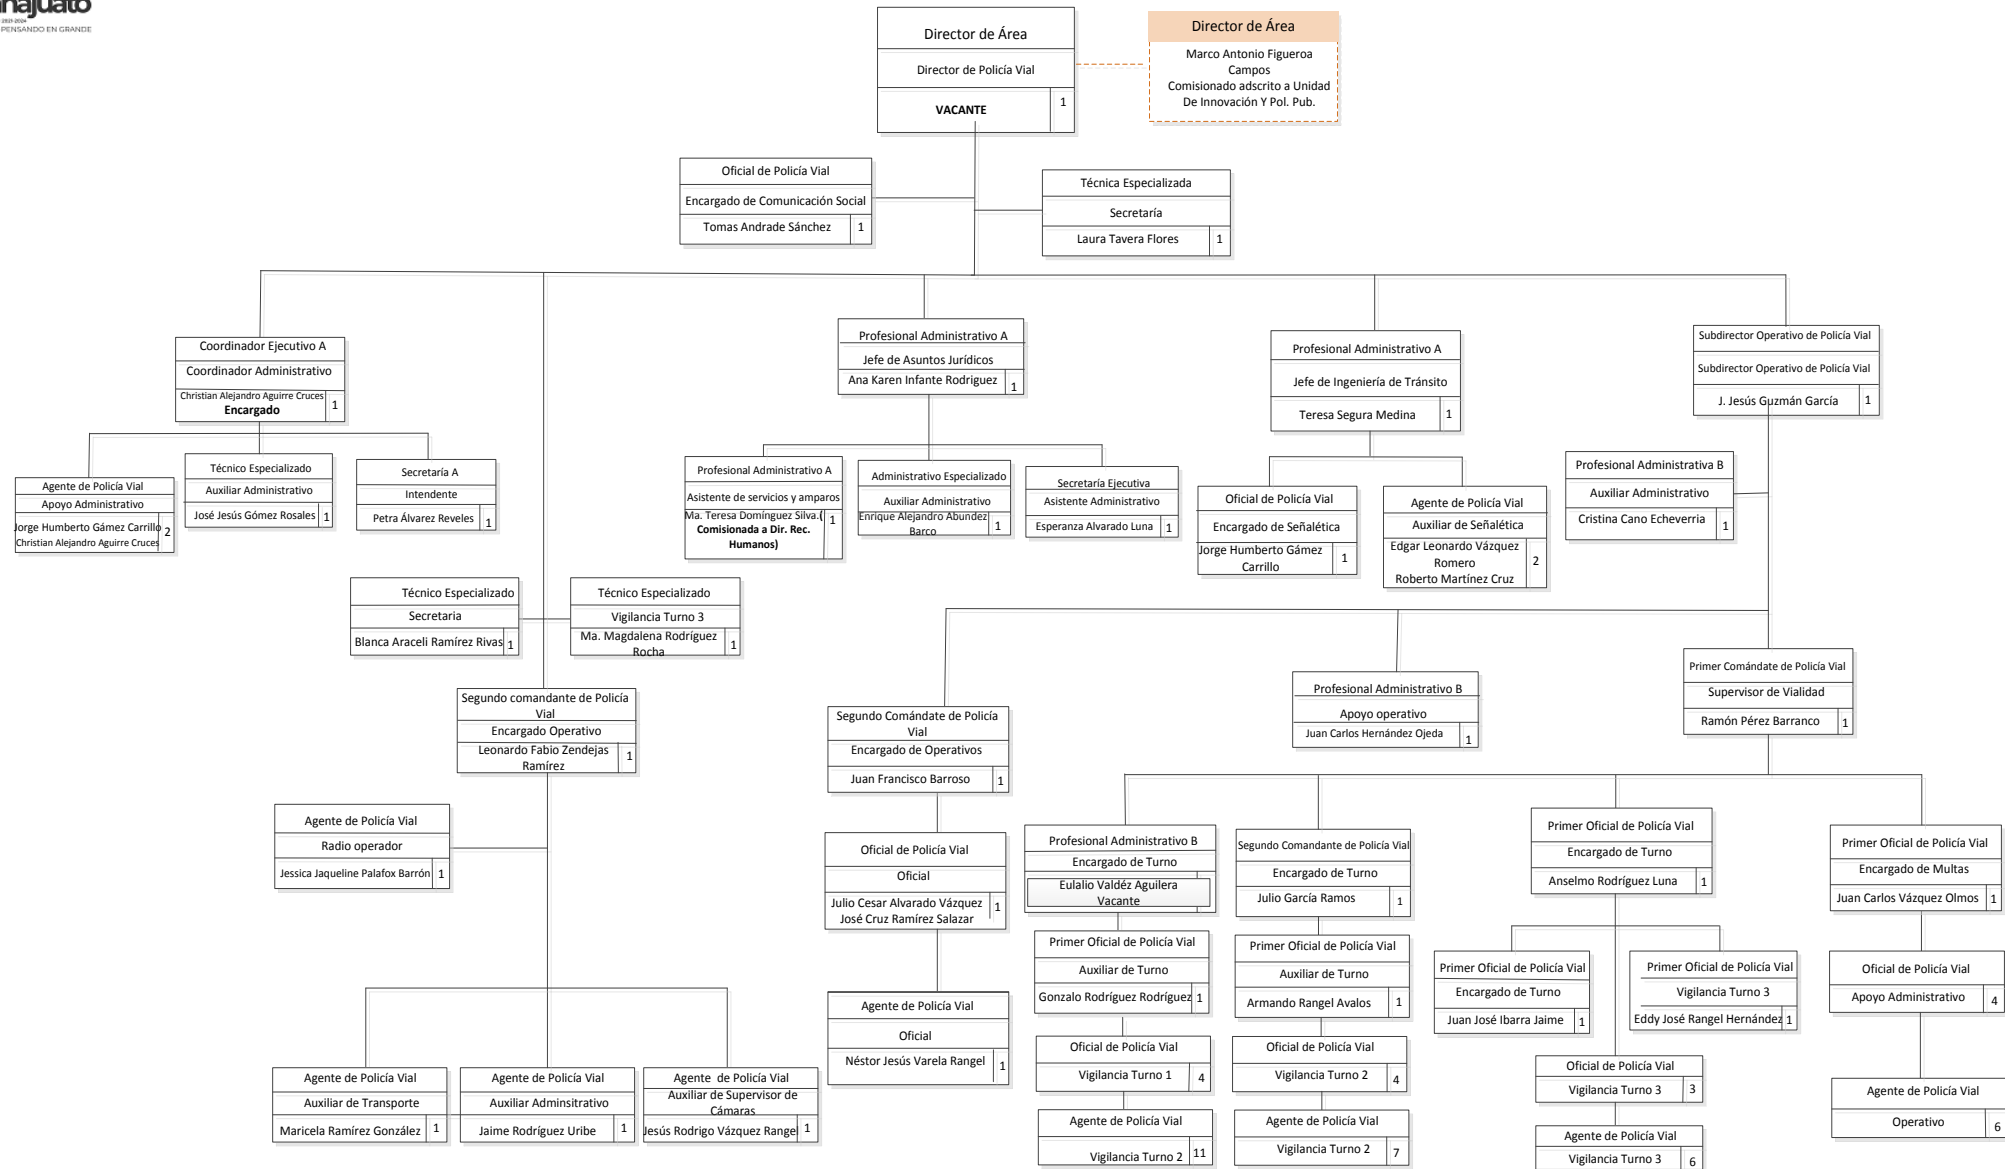 najuato
2021-2024
PENSANDO EN GRANDE
Director de Área
Director de Policía Vial
VACANTE
1
Director de Área
Marco Antonio Figueroa
Campos
Comisionado adscrito a Unidad
De Innovación Y Pol. Pub.
Oficial de Policía Vial
Encargado de Comunicación Social
Tomas Andrade Sánchez
1
Técnica Especializada
Secretaría
Laura Tavera Flores
1
Coordinador Ejecutivo A
Coordinador Administrativo
Christian Alejandro Aguirre Cruces
Encargado
1
Profesional Administrativo A
Jefe de Asuntos Jurídicos
Ana Karen Infante Rodriguez
1
Profesional Administrativo A
Jefe de Ingeniería de Tránsito
Teresa Segura Medina
1
Subdirector Operativo de Policía Vial
Subdirector Operativo de Policía Vial
J. Jesús Guzmán García
1
Agente de Policía Vial
Apoyo Administrativo
Jorge Humberto Gámez Carrillo
Christian Alejandro Aguirre Cruces
2
Técnico Especializado
Auxiliar Administrativo
José Jesús Gómez Rosales
1
Secretaría A
Intendente
Petra Álvarez Reveles
1
Profesional Administrativo A
Asistente de servicios y amparos
Ma. Teresa Domínguez Silva.(
Comisionada a Dir. Rec.
Humanos)
1
Administrativo Especializado
Auxiliar Administrativo
Enrique Alejandro Abundez
Barco
1
Secretaría Ejecutiva
Asistente Administrativo
Esperanza Alvarado Luna
1
Oficial de Policía Vial
Encargado de Señalética
Jorge Humberto Gámez
Carrillo
1
Agente de Policía Vial
Auxiliar de Señalética
Edgar Leonardo Vázquez
Romero
Roberto Martínez Cruz
2
Profesional Administrativa B
Auxiliar Administrativo
Cristina Cano Echeverria
1
Técnico Especializado
Secretaria
Blanca Araceli Ramírez Rivas
1
Técnico Especializado
Vigilancia Turno 3
Ma. Magdalena Rodríguez
Rocha
1
Segundo comandante de Policía
Vial
Encargado Operativo
Leonardo Fabio Zendejas
Ramírez
1
Segundo Comándate de Policía
Vial
Encargado de Operativos
Juan Francisco Barroso
1
Profesional Administrativo B
Apoyo operativo
Juan Carlos Hernández Ojeda
1
Primer Comándate de Policía Vial
Supervisor de Vialidad
Ramón Pérez Barranco
1
Agente de Policía Vial
Radio operador
Jessica Jaqueline Palafox Barrón
1
Oficial de Policía Vial
Oficial
Julio Cesar Alvarado Vázquez
José Cruz Ramírez Salazar
1
Profesional Administrativo B
Encargado de Turno
Eulalio Valdéz Aguilera
Vacante
Segundo Comandante de Policía Vial
Encargado de Turno
Julio García Ramos
1
Primer Oficial de Policía Vial
Encargado de Turno
Anselmo Rodríguez Luna
1
Primer Oficial de Policía Vial
Encargado de Multas
Juan Carlos Vázquez Olmos
1
Primer Oficial de Policía Vial
Auxiliar de Turno
Gonzalo Rodríguez Rodríguez
1
Primer Oficial de Policía Vial
Auxiliar de Turno
Armando Rangel Avalos
1
Primer Oficial de Policía Vial
Encargado de Turno
Juan José Ibarra Jaime
1
Primer Oficial de Policía Vial
Vigilancia Turno 3
Eddy José Rangel Hernández
1
Oficial de Policía Vial
Apoyo Administrativo
4
Agente de Policía Vial
Oficial
Néstor Jesús Varela Rangel
1
Oficial de Policía Vial
Vigilancia Turno 1
4
Oficial de Policía Vial
Vigilancia Turno 2
4
Oficial de Policía Vial
Vigilancia Turno 3
3
Agente de Policía Vial
Operativo
6
Agente de Policía Vial
Auxiliar de Transporte
Maricela Ramírez González
1
Agente de Policía Vial
Auxiliar Adminsitrativo
Jaime Rodríguez Uribe
1
Agente de Policía Vial
Auxiliar de Supervisor de
Cámaras
Jesús Rodrigo Vázquez Rangel
1
Agente de Policía Vial
Vigilancia Turno 2
11
Agente de Policía Vial
Vigilancia Turno 2
7
Agente de Policía Vial
Vigilancia Turno 3
6